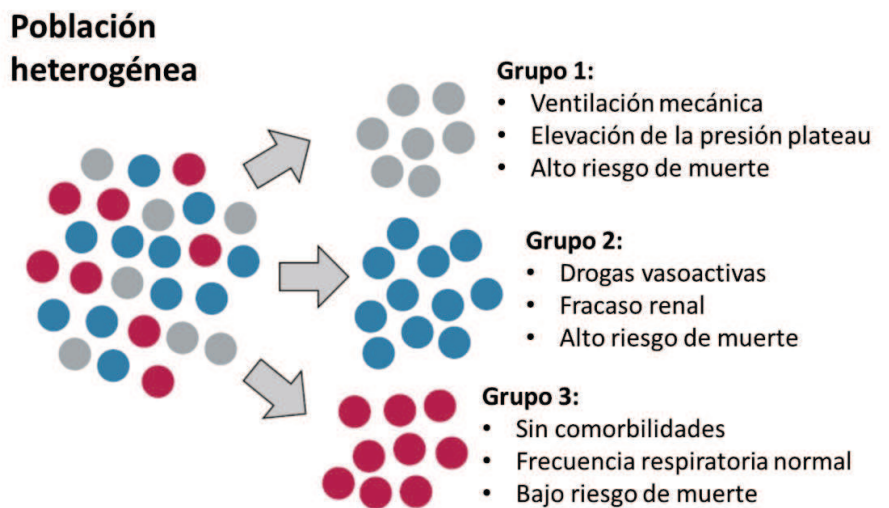 Población
heterogénea
Grupo 1:
• Ventilación mecánica
• Elevación de la presión plateau
• Alto riesgo de muerte
Grupo 2:
• Drogas vasoactivas
• Fracaso renal
• Alto riesgo de muerte
Grupo 3:
• Sin comorbilidades
• Frecuencia respiratoria normal
• Bajo riesgo de muerte